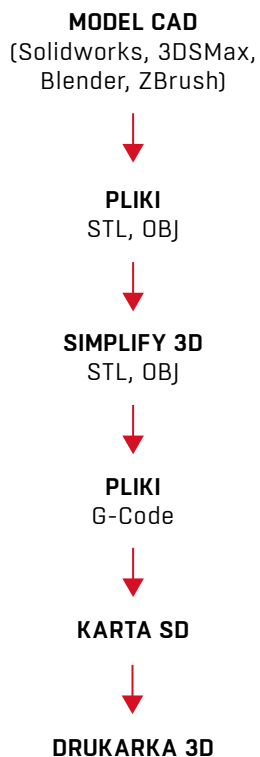 MODEL CAD
(Solidworks, 3DSMax,
Blender, ZBrush)
PLIKI
STL, OBJ
SIMPLIFY 3D
STL, OBJ
PLIKI
G-Code
KARTA SD
DRUKARKA 3D